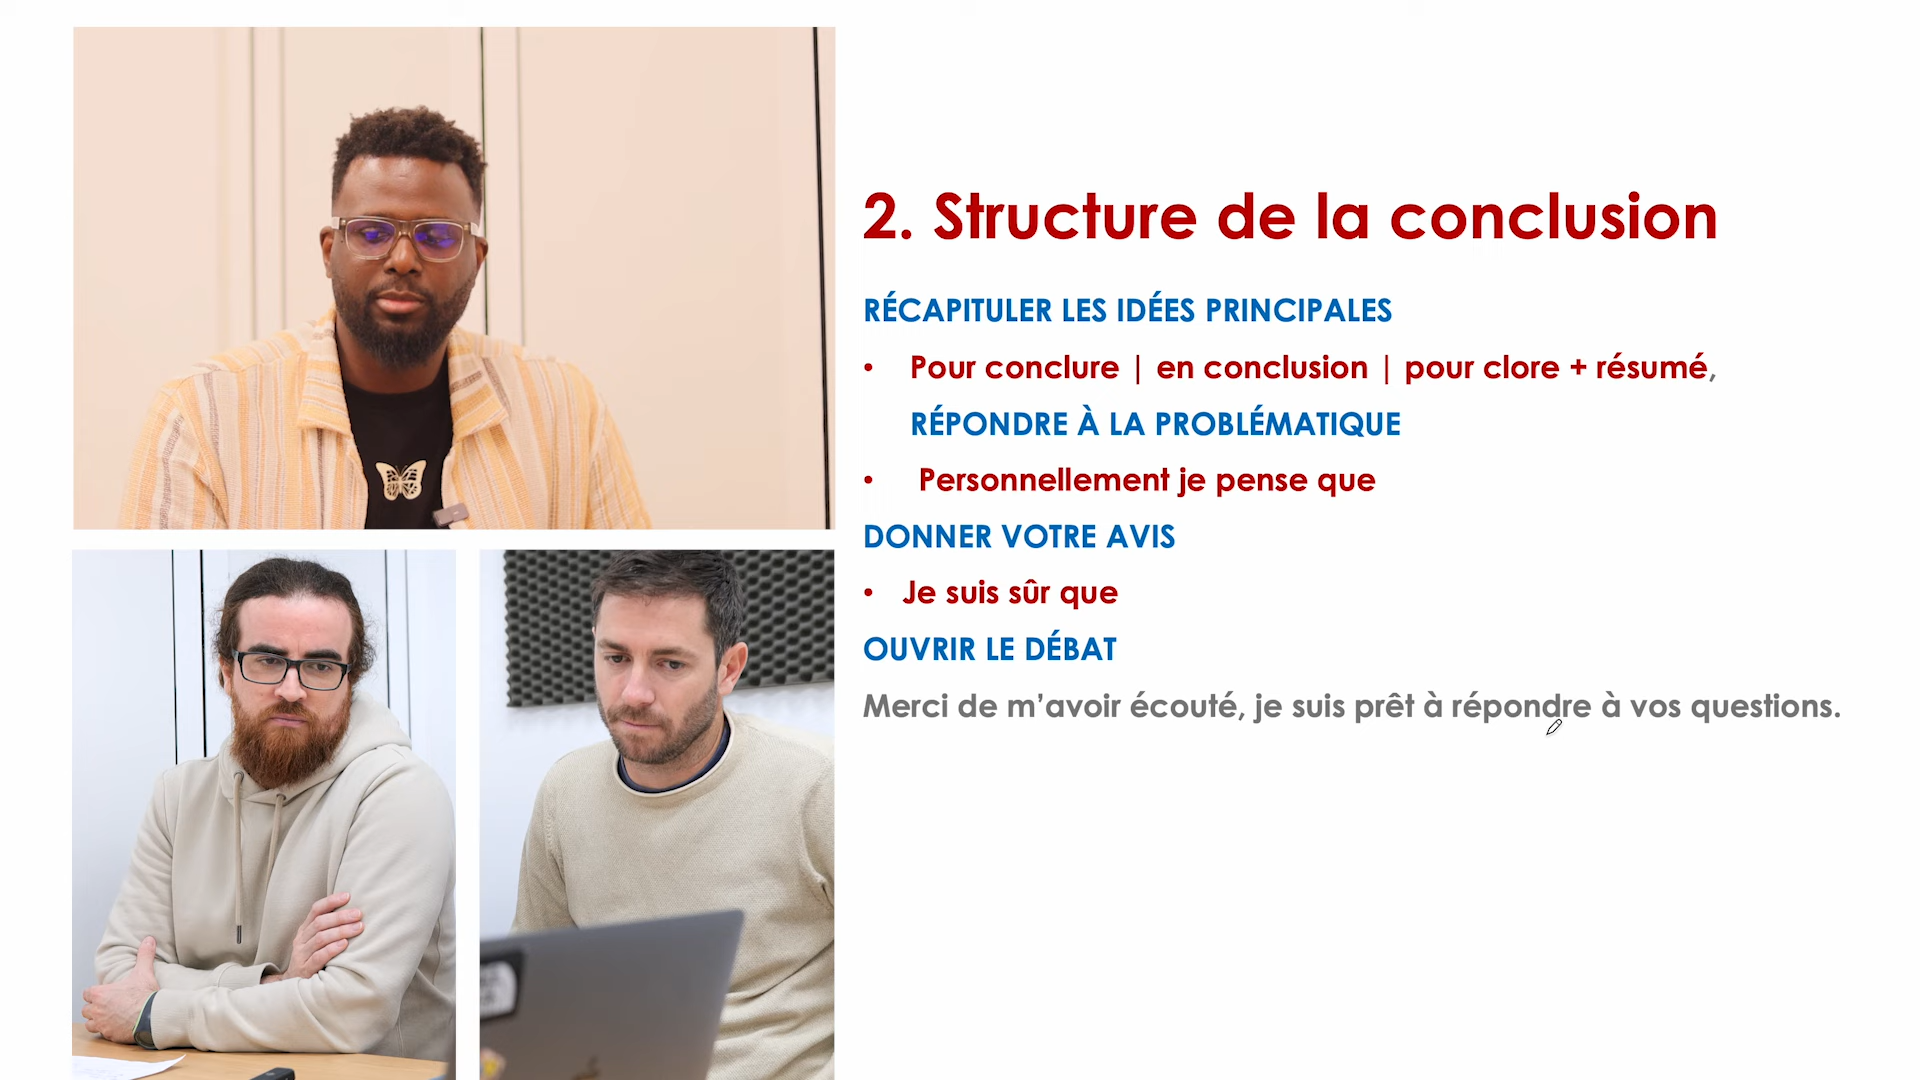 2. Structure de la conclusion
RÉCAPITULER LES IDÉES PRINCIPALES
• Pour conclure | en conclusion | pour clore + résumé,
RÉPONDRE À LA PROBLÉMATIQUE
• Personnellement je pense que
DONNER VOTRE AVIS
• Je suis sûr que
OUVRIR LE DÉBAT
Merci de m’avoir écouté, je suis prêt à répondre à vos questions.